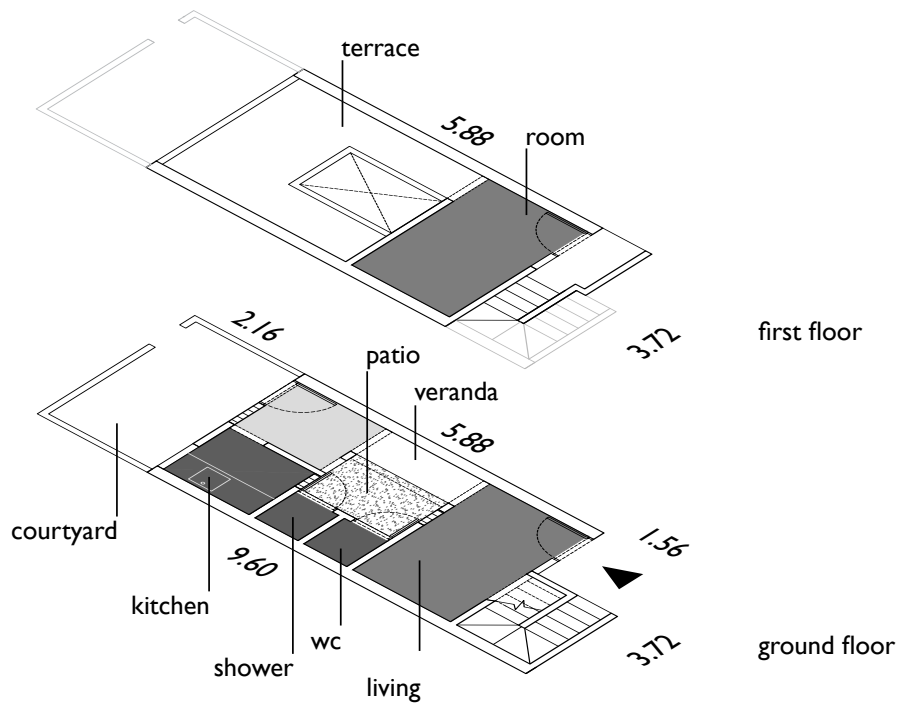 terrace
5.88
room
2.16
3.72
first floor
patio
veranda
5.88
courtyard
9.60
1.56
kitchen
wc
shower
3.72
ground floor
living